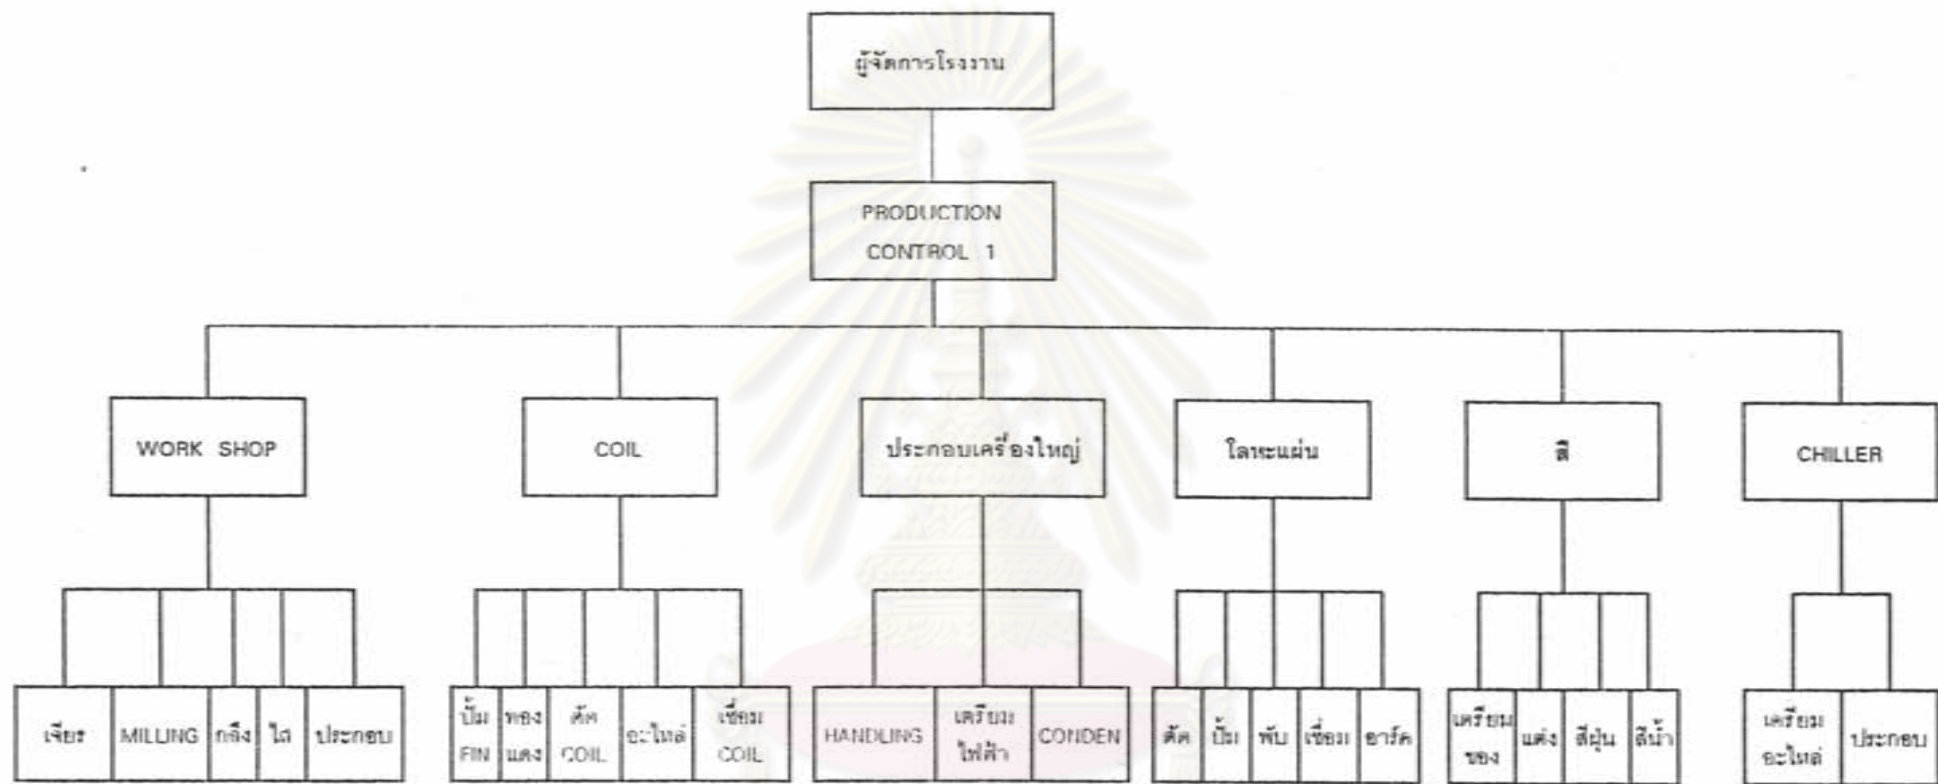 ผู้จัดการโรงงาน
PRODUCTION
CONTROL 1
WORK SHOP
COIL
ประกอบเครื่องใหญ่
โลหะแผ่น
สี
CHILLER
เจียร
MILLING
กลึง
ไส
ประกอบ
ปั๊ม
FIN
ทอง
แดง
ตัด
COIL
อะไหล่
เชื่อม
COIL
HANDLING
เตรียม
ไฟฟ้า
CONDEN
ตัด
ปั๊ม
พับ
เชื่อม
อาร์ค
เตรียม
ของ
แต่ง
สีฝุ่น
สีน้ำ
เตรียม
อะไหล่
ประกอบ